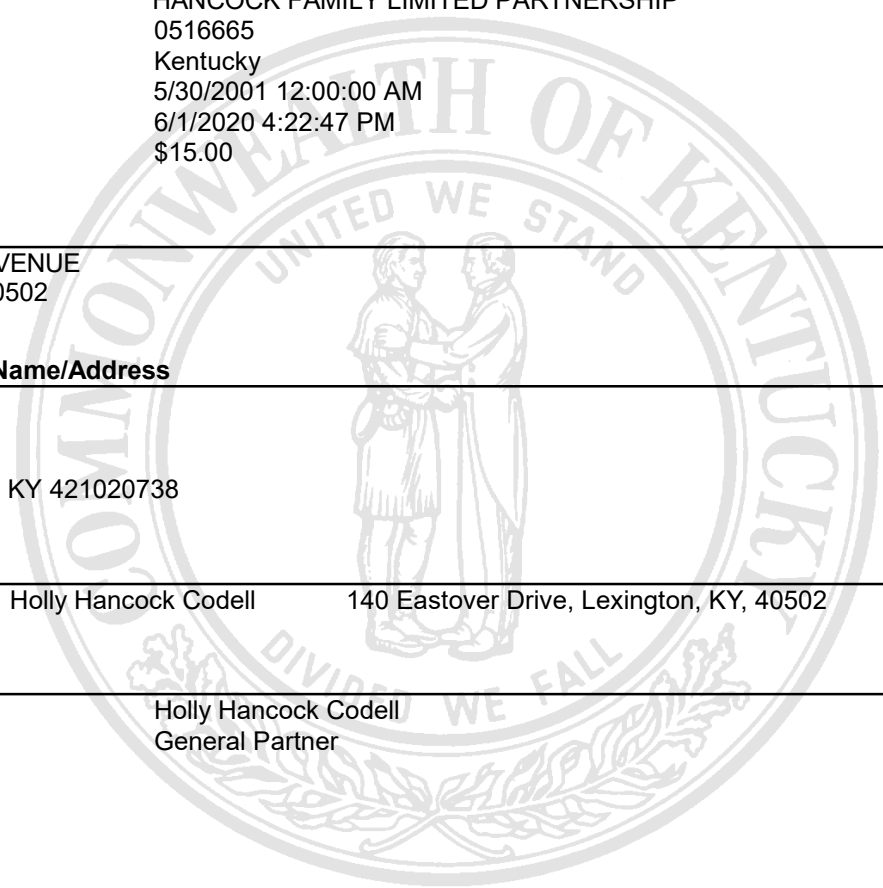 HANCOCK FAMILY LIMITED PARTNERSHIP
0516665
Kentucky
5/30/2001 12:00:00 AM
6/1/2020 4:22:47 PM
$15.00
COMMONWEALTH OF KENTUCKY
UNITED WE STAND
VENUE
0502
Name/Address
KY 421020738
Holly Hancock Codell 140 Eastover Drive, Lexington, KY, 40502
DIVIDED WE FALL
Holly Hancock Codell
General Partner